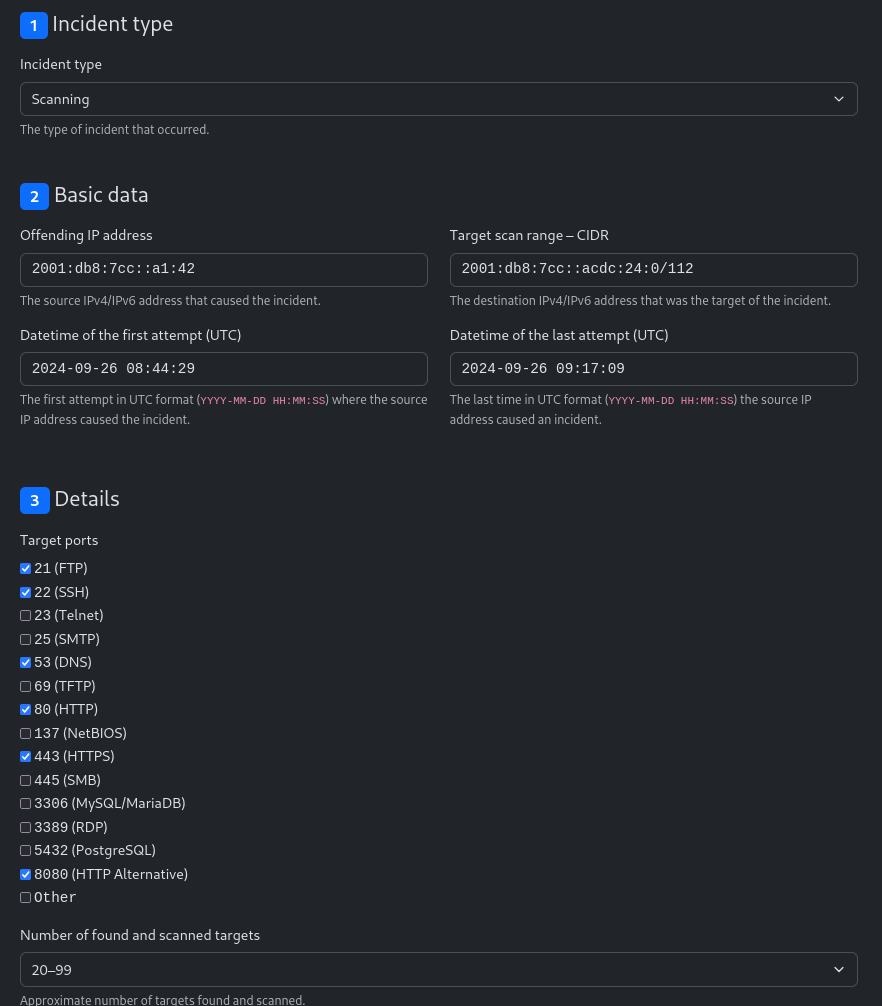 1 Incident type
Incident type
Scanning
The type of incident that occurred.
2 Basic data
Offending IP address
2001:db8:7cc::a1:42
The source IPv4/IPv6 address that caused the incident.
Target scan range – CIDR
2001:db8:7cc::acdc:24:0/112
The destination IPv4/IPv6 address that was the target of the incident.
Datetime of the first attempt (UTC)
2024-09-26 08:44:29
The first attempt in UTC format (YYYY-MM-DD HH:MM:SS) where the source
IP address caused the incident.
Datetime of the last attempt (UTC)
2024-09-26 09:17:09
The last time in UTC format (YYYY-MM-DD HH:MM:SS) the source IP
address caused an incident.
3 Details
Target ports
21 (FTP)
22 (SSH)
23 (Telnet)
25 (SMTP)
53 (DNS)
69 (TFTP)
80 (HTTP)
137 (NetBIOS)
443 (HTTPS)
445 (SMB)
3306 (MySQL/MariaDB)
3389 (RDP)
5432 (PostgreSQL)
8080 (HTTP Alternative)
Other
Number of found and scanned targets
20–99
Approximate number of targets found and scanned.